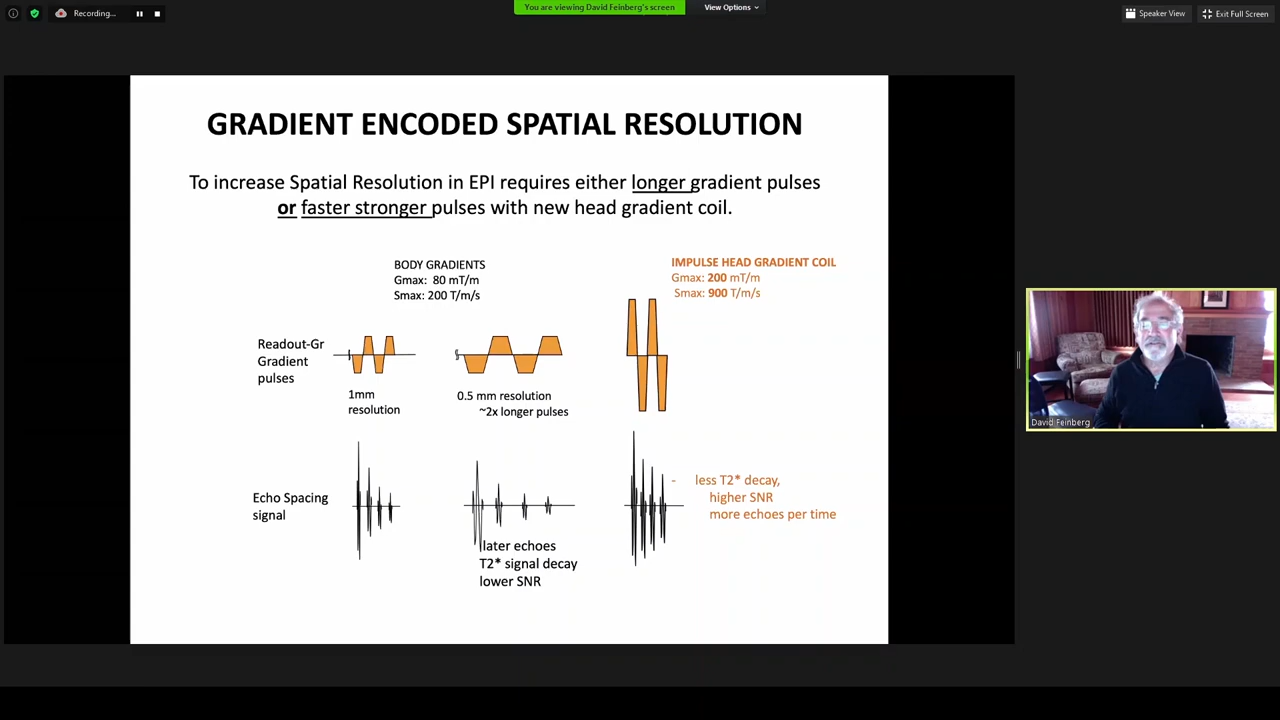 Recording...
You are viewing David Feinberg's screen
View Options
Speaker View
Exit Full Screen
GRADIENT ENCODED SPATIAL RESOLUTION
To increase Spatial Resolution in EPI requires either longer gradient pulses
or faster stronger pulses with new head gradient coil.
BODY GRADIENTS
Gmax: 80 mT/m
Smax: 200 T/m/s
IMPULSE HEAD GRADIENT COIL
Gmax: 200 mT/m
Smax: 900 T/m/s
Readout-Gr
Gradient
pulses
1mm
resolution
0.5 mm resolution
~2x longer pulses
Echo Spacing
signal
later echoes
T2* signal decay
lower SNR
- less T2* decay,
higher SNR
more echoes per time
David Feinberg